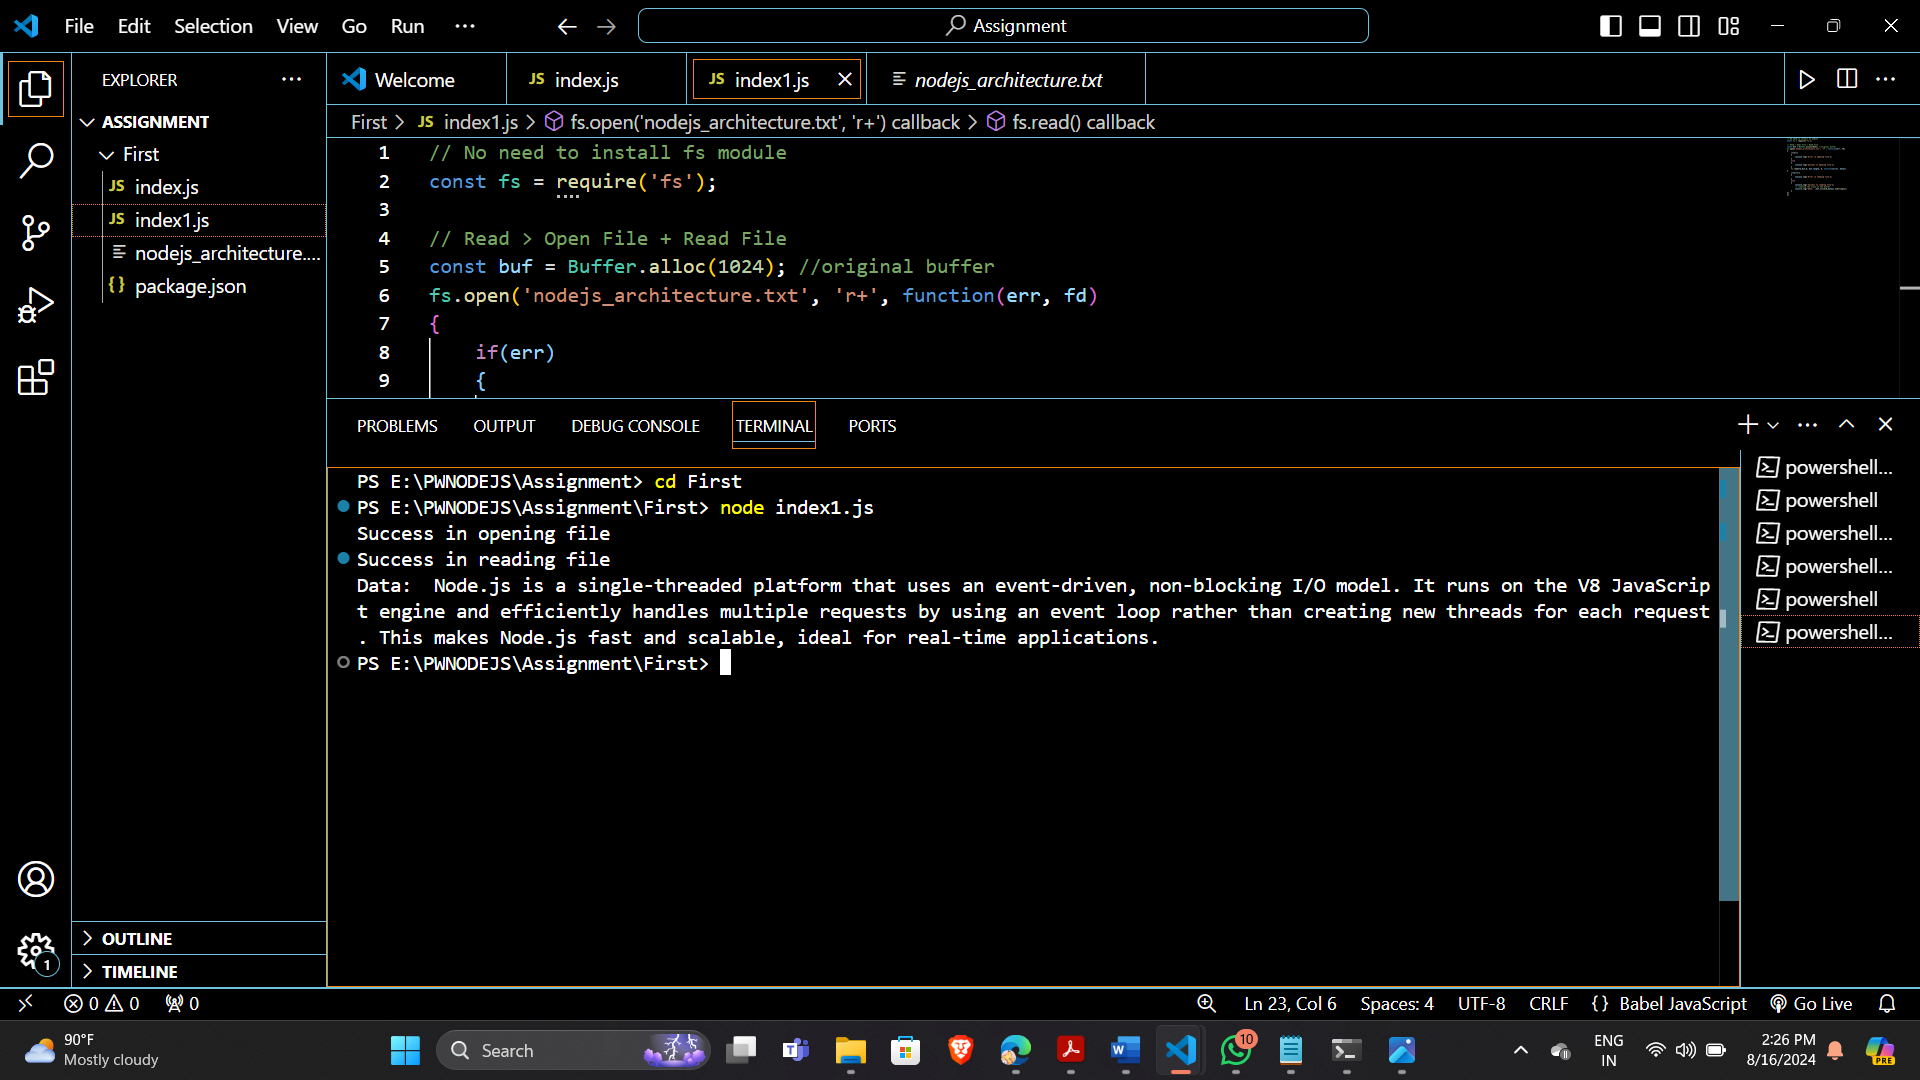 File Edit Selection View Go Run ···
Assignment
EXPLORER ···
ASSIGNMENT
First
JS index.js
JS index1.js
nodejs_architecture....
{} package.json
OUTLINE
TIMELINE
Welcome
JS index.js
JS index1.js
nodejs_architecture.txt
First > JS index1.js > fs.open('nodejs_architecture.txt', 'r+') callback > fs.read() callback
1 // No need to install fs module
2 const fs = require('fs');
3
4 // Read > Open File + Read File
5 const buf = Buffer.alloc(1024); //original buffer
6 fs.open('nodejs_architecture.txt', 'r+', function(err, fd)
7 {
8 if(err)
9 {
PROBLEMS OUTPUT DEBUG CONSOLE TERMINAL PORTS
PS E:\PWNODEJS\Assignment> cd First
PS E:\PWNODEJS\Assignment\First> node index1.js
Success in opening file
Success in reading file
Data:  Node.js is a single-threaded platform that uses an event-driven, non-blocking I/O model. It runs on the V8 JavaScrip
t engine and efficiently handles multiple requests by using an event loop rather than creating new threads for each request
. This makes Node.js fast and scalable, ideal for real-time applications.
PS E:\PWNODEJS\Assignment\First>
powershell...
powershell
powershell...
powershell...
powershell
powershell...
1
0 0 0
Ln 23, Col 6 Spaces: 4 UTF-8 CRLF {} Babel JavaScript Go Live
90°F
Mostly cloudy
Search
10
ENG
IN
2:26 PM
8/16/2024
PRE